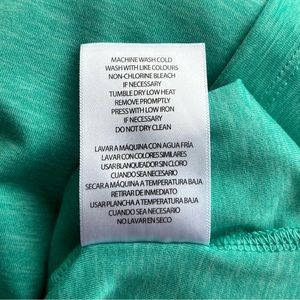 MACHINE WASH COLD
WASH WITH LIKE COLOURS
NON-CHLORINE BLEACH
IF NECESSARY
TUMBLE DRY LOW HEAT
REMOVE PROMPTLY
PRESS WITH LOW IRON
IF NECESSARY
DO NOT DRY CLEAN
LAVAR A MÁQUINA CON AGUA FRÍA
LAVAR CON COLORES SIMILARES
USAR BLANQUEADOR SIN CLORO
CUANDO SEA NECESARIO
SECAR A MÁQUINA A TEMPERATURA BAJA
RETIRAR DE INMEDIATO
USAR PLANCHA A TEMPERATURA BAJA
CUANDO SEA NECESARIO
NO LAVAR EN SECO